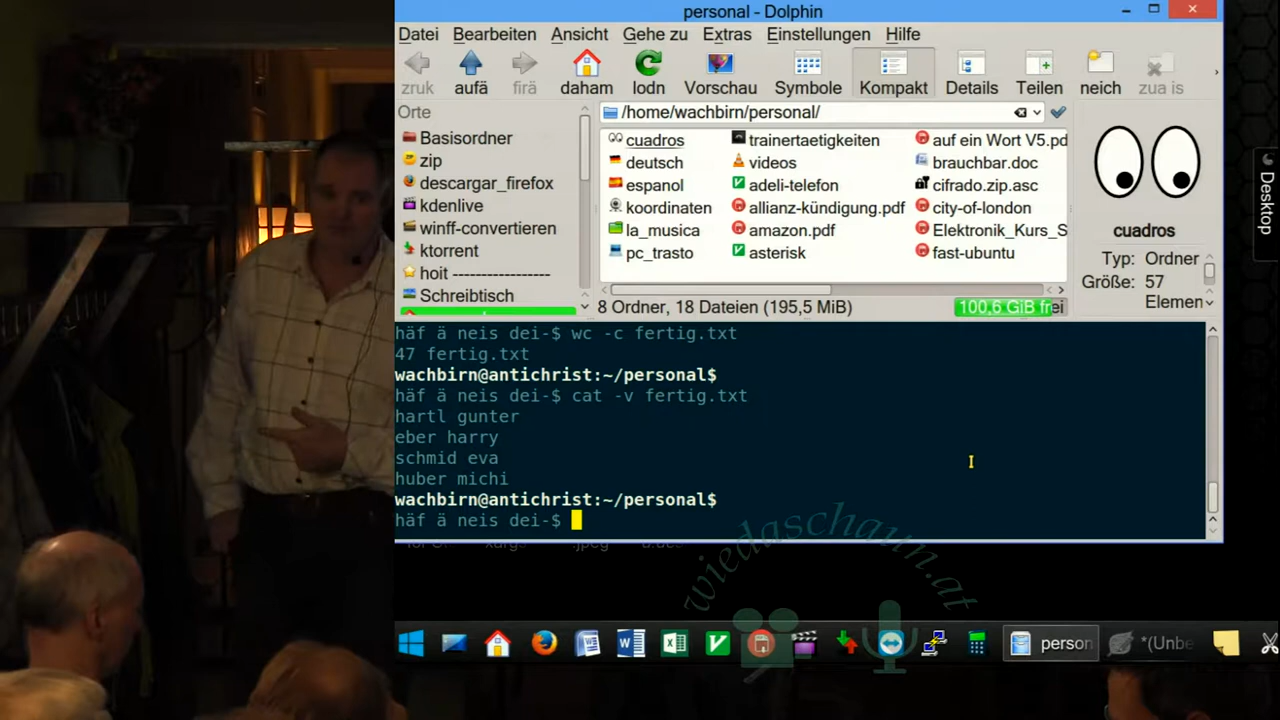 personal - Dolphin
Datei Bearbeiten Ansicht Gehe zu Extras Einstellungen Hilfe
zruk aufä firä daham lodn Vorschau Symbole Kompakt Details Teilen neich zua is
Orte
/home/wachbirn/personal/
Basisordner
zip
descargar_firefox
kdenlive
winff-convertieren
ktorrent
hoit -----------------
Schreibtisch
cuadros
deutsch
espanol
koordinaten
la_musica
pc_trasto
trainertaetigkeiten
videos
adeli-telefon
allianz-kündigung.pdf
amazon.pdf
asterisk
auf ein Wort V5.pd
brauchbar.doc
cifrado.zip.asc
city-of-london
Elektronik_Kurs_S
fast-ubuntu
cuadros
Typ: Ordner
Größe: 57
Elemen
8 Ordner, 18 Dateien (195,5 MiB)
100,6 GiB frei
Desktop
häf ä neis dei-$ wc -c fertig.txt
47 fertig.txt
wachbirn@antichrist:~/personal$
häf ä neis dei-$ cat -v fertig.txt
hartl gunter
eber harry
schmid eva
huber michi
wachbirn@antichrist:~/personal$
häf ä neis dei-$
wiedaschaun.at
person
*(Unbe